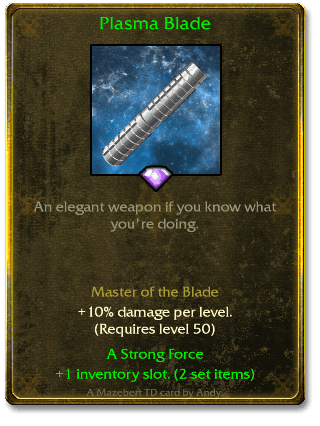 Plasma Blade
An elegant weapon if you know what
you're doing.
Master of the Blade
+10% damage per level.
(Requires level 50)
A Strong Force
+1 inventory slot. (2 set items)
A Mazebert TD card by Andy.